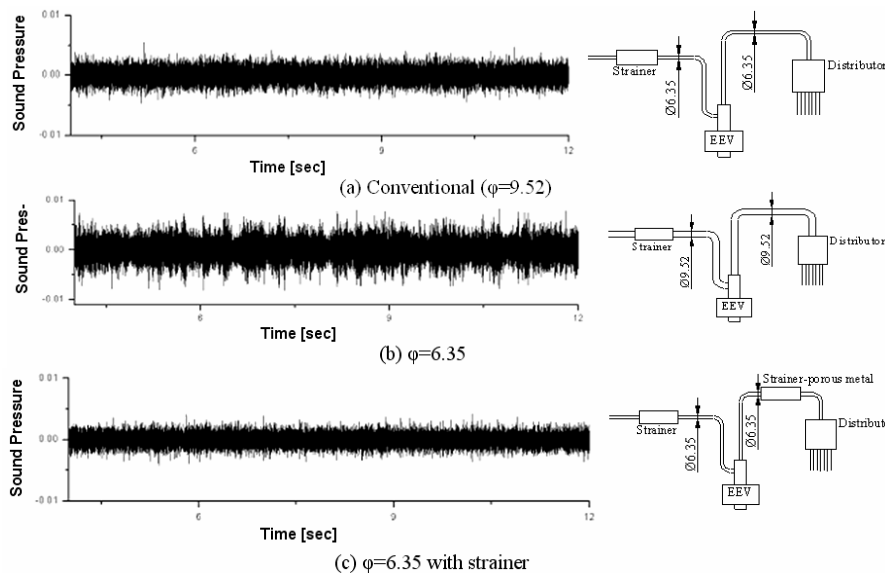 Sound Pressure
0.01
0.00
-0.01
6
9
12
Time [sec]
Strainer
Ø6.35
Ø6.35
EEV
Distributor
(a) Conventional (φ=9.52)
Sound Pres-
0.01
0.00
-0.01
6
9
12
Time [sec]
Strainer
Ø9.52
Ø9.52
EEV
Distributor
(b) φ=6.35
Sound Pressure
0.01
0.00
-0.01
6
9
12
Time [sec]
Strainer
Ø6.35
Strainer-porous metal
Ø6.35
EEV
Distribut
(c) φ=6.35 with strainer